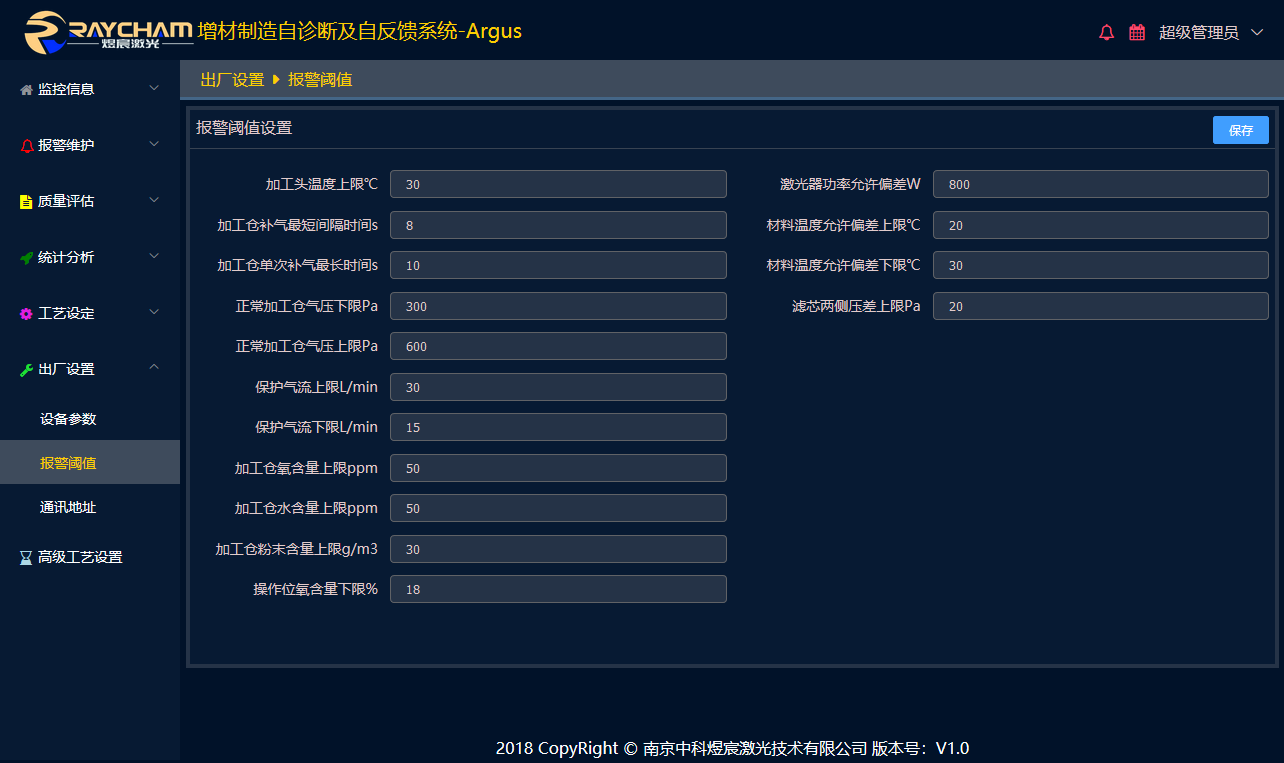 RAYCHAM
煜宸激光
增材制造自诊断及自反馈系统-Argus
超级管理员
监控信息
报警维护
质量评估
统计分析
工艺设定
出厂设置
设备参数
报警阈值
通讯地址
高级工艺设置
出厂设置 报警阈值
报警阈值设置
保存
加工头温度上限℃ 30
加工仓补气最短间隔时间s 8
加工仓单次补气最长时间s 10
正常加工仓气压下限Pa 300
正常加工仓气压上限Pa 600
保护气流上限L/min 30
保护气流下限L/min 15
加工仓氧含量上限ppm 50
加工仓水含量上限ppm 50
加工仓粉末含量上限g/m3 30
操作位氧含量下限% 18
激光器功率允许偏差W 800
材料温度允许偏差上限℃ 20
材料温度允许偏差下限℃ 30
滤芯两侧压差上限Pa 20
2018 CopyRight © 南京中科煜宸激光技术有限公司 版本号：V1.0